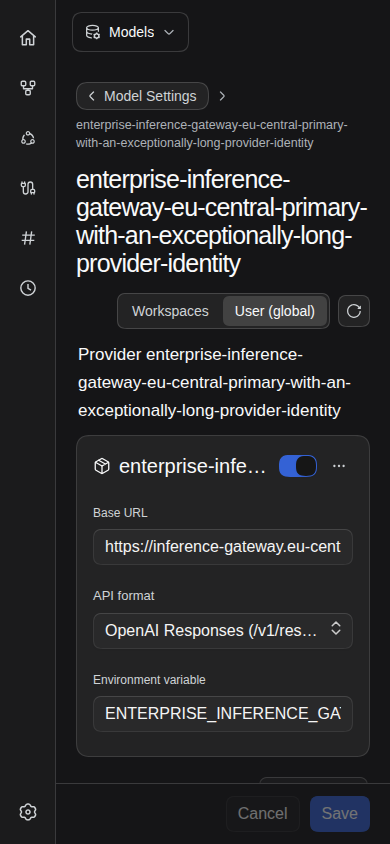 Models
Model Settings
enterprise-inference-gateway-eu-central-primary-
with-an-exceptionally-long-provider-identity
enterprise-inference-
gateway-eu-central-primary-
with-an-exceptionally-long-
provider-identity
Workspaces User (global)
Provider enterprise-inference-
gateway-eu-central-primary-with-an-
exceptionally-long-provider-identity
enterprise-infe...
Base URL
https://inference-gateway.eu-cent
API format
OpenAI Responses (/v1/res...
Environment variable
ENTERPRISE_INFERENCE_GA
Cancel Save